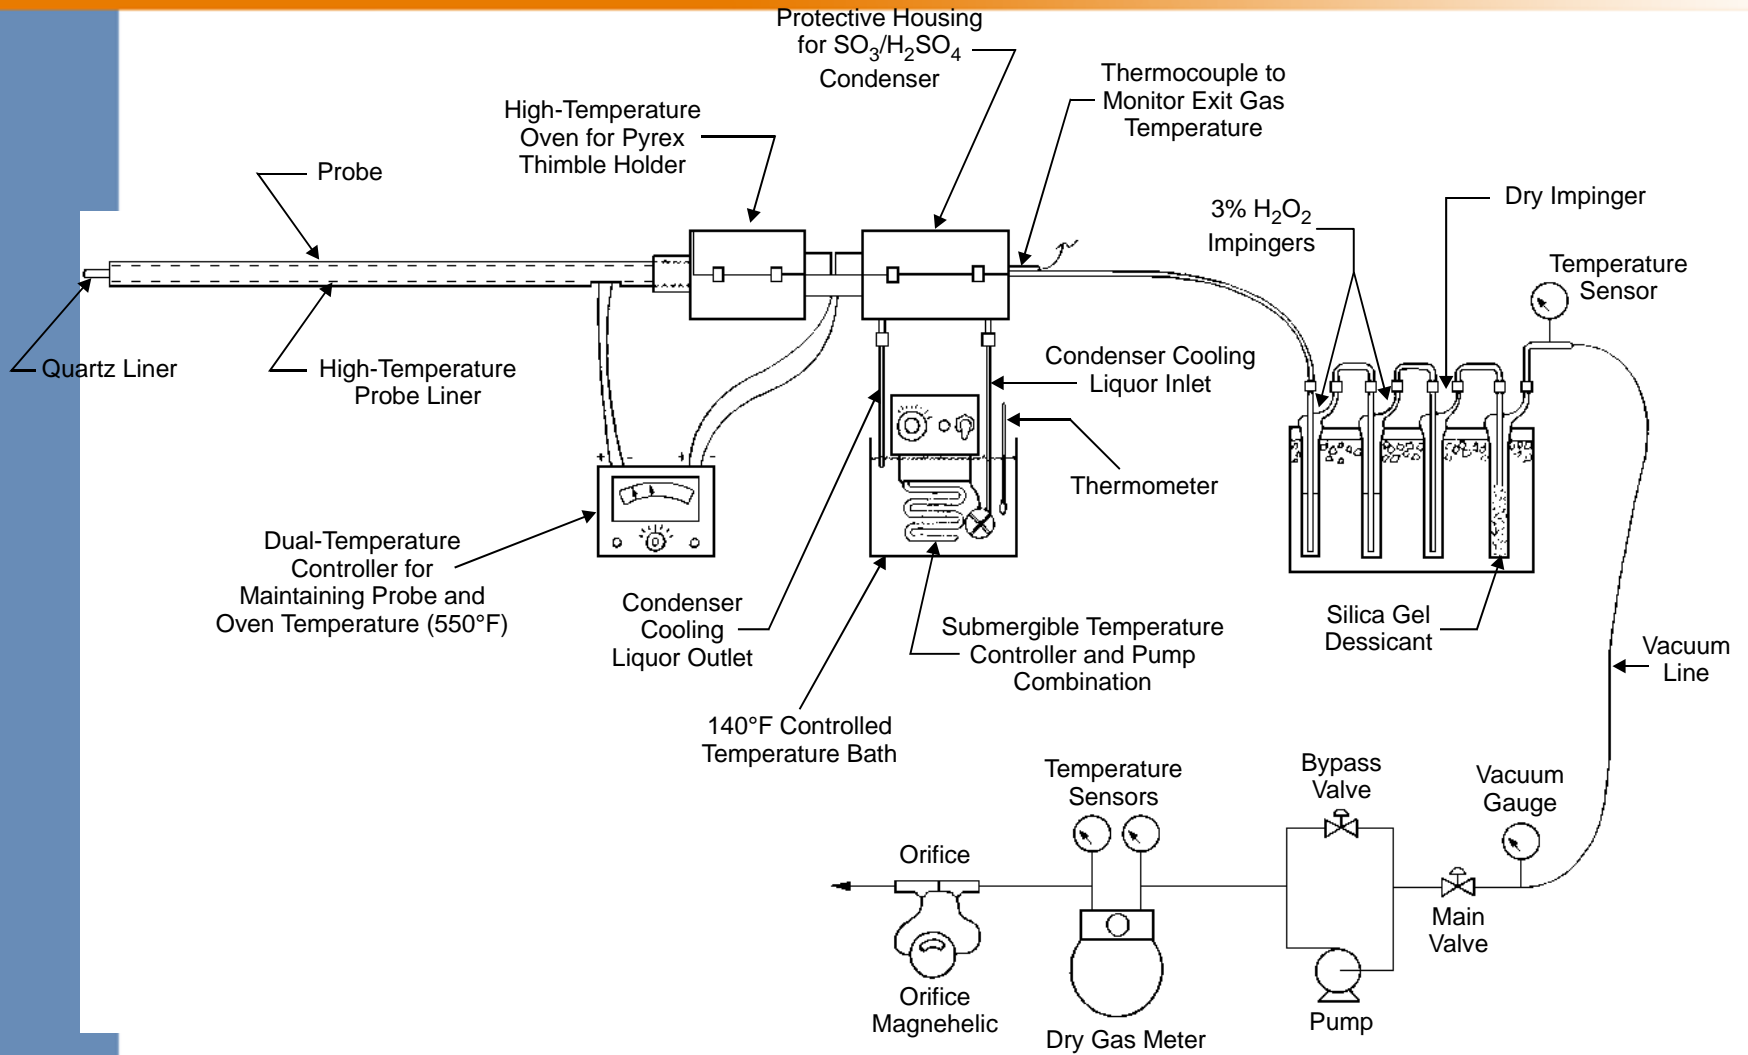 Protective Housing
for SO3/H2SO4
Condenser
Thermocouple to
Monitor Exit Gas
Temperature
High-Temperature
Oven for Pyrex
Thimble Holder
Probe
3% H2O2
Impingers
Dry Impinger
Temperature
Sensor
Quartz Liner
High-Temperature
Probe Liner
Condenser Cooling
Liquor Inlet
+ -
+ -
Thermometer
Dual-Temperature
Controller for
Maintaining Probe and
Oven Temperature (550°F)
Condenser
Cooling
Liquor Outlet
Submergible Temperature
Controller and Pump
Combination
Silica Gel
Dessicant
Vacuum
Line
140°F Controlled
Temperature Bath
Temperature
Sensors
Bypass
Valve
Vacuum
Gauge
Orifice
Main
Valve
Orifice
Magnehelic
Dry Gas Meter
Pump